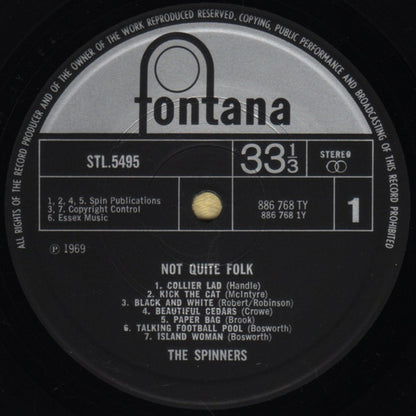 ALL RIGHTS OF THE RECORD PRODUCER AND OF THE OWNER OF THE WORK REPRODUCED RESERVED. COPYING, PUBLIC PERFORMANCE AND BROADCASTING OF THIS RECORD PROHIBITED
fontana
STL.5495
33⅓
STEREO
1, 2, 4, 5. Spin Publications
3, 7. Copyright Control
6. Essex Music
886 768 TY
886 768 1Y
1
℗ 1969
NOT QUITE FOLK
1. COLLIER LAD (Handle)
2. KICK THE CAT (McIntyre)
3. BLACK AND WHITE (Robert/Robinson)
4. BEAUTIFUL CEDARS (Crowe)
5. PAPER BAG (Brook)
6. TALKING FOOTBALL POOL (Bosworth)
7. ISLAND WOMAN (Bosworth)
THE SPINNERS